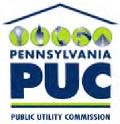 PENNSYLVANIA
PUC
PUBLIC UTILITY COMMISSION